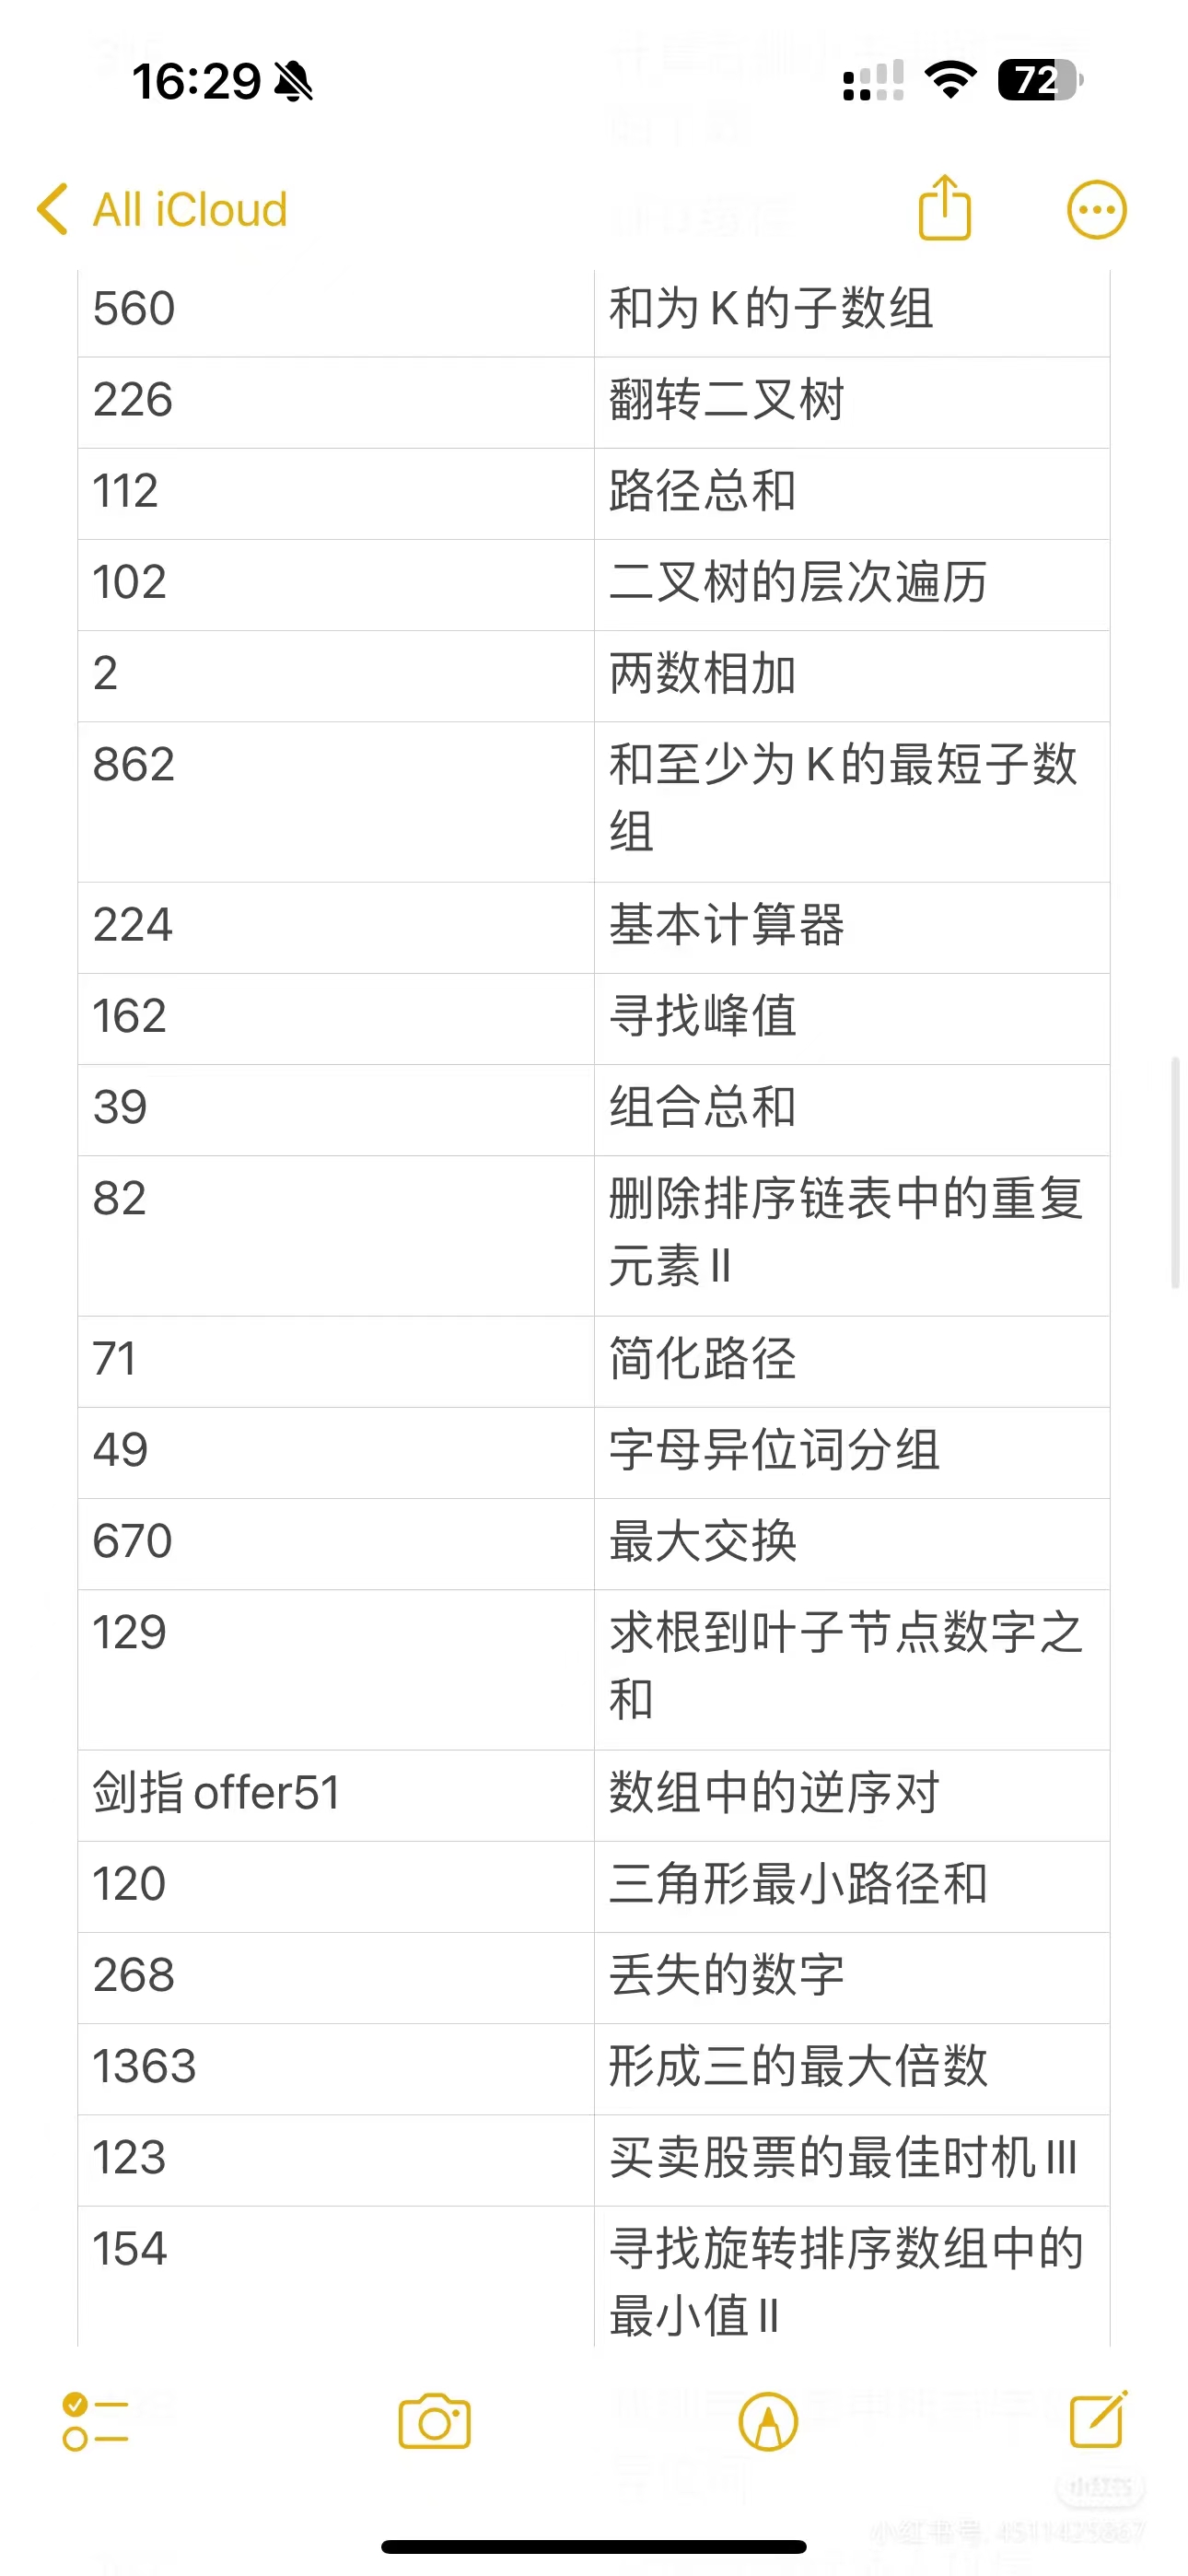 16:29
72
All iCloud
560 和为K的子数组
226 翻转二叉树
112 路径总和
102 二叉树的层次遍历
2 两数相加
862 和至少为K的最短子数
组
224 基本计算器
162 寻找峰值
39 组合总和
82 删除排序链表中的重复
元素 II
71 简化路径
49 字母异位词分组
670 最大交换
129 求根到叶子节点数字之
和
剑指 offer51 数组中的逆序对
120 三角形最小路径和
268 丢失的数字
1363 形成三的最大倍数
123 买卖股票的最佳时机 III
154 寻找旋转排序数组中的
最小值 II
小红书